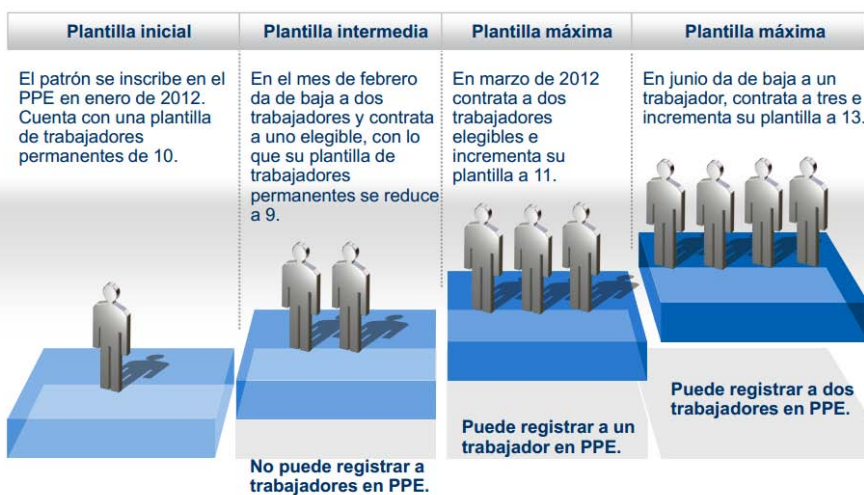 Plantilla inicial
El patrón se inscribe en el
PPE en enero de 2012.
Cuenta con una plantilla
de trabajadores
permanentes de 10.
Plantilla intermedia
En el mes de febrero
da de baja a dos
trabajadores y contrata
a uno elegible, con lo
que su plantilla de
trabajadores
permanentes se reduce
a 9.
No puede registrar a
trabajadores en PPE.
Plantilla máxima
En marzo de 2012
contrata a dos
trabajadores
elegibles e
incrementa su
plantilla a 11.
Puede registrar a un
trabajador en PPE.
Plantilla máxima
En junio da de baja a un
trabajador, contrata a tres e
incrementa su plantilla a 13.
Puede registrar a dos
trabajadores en PPE.